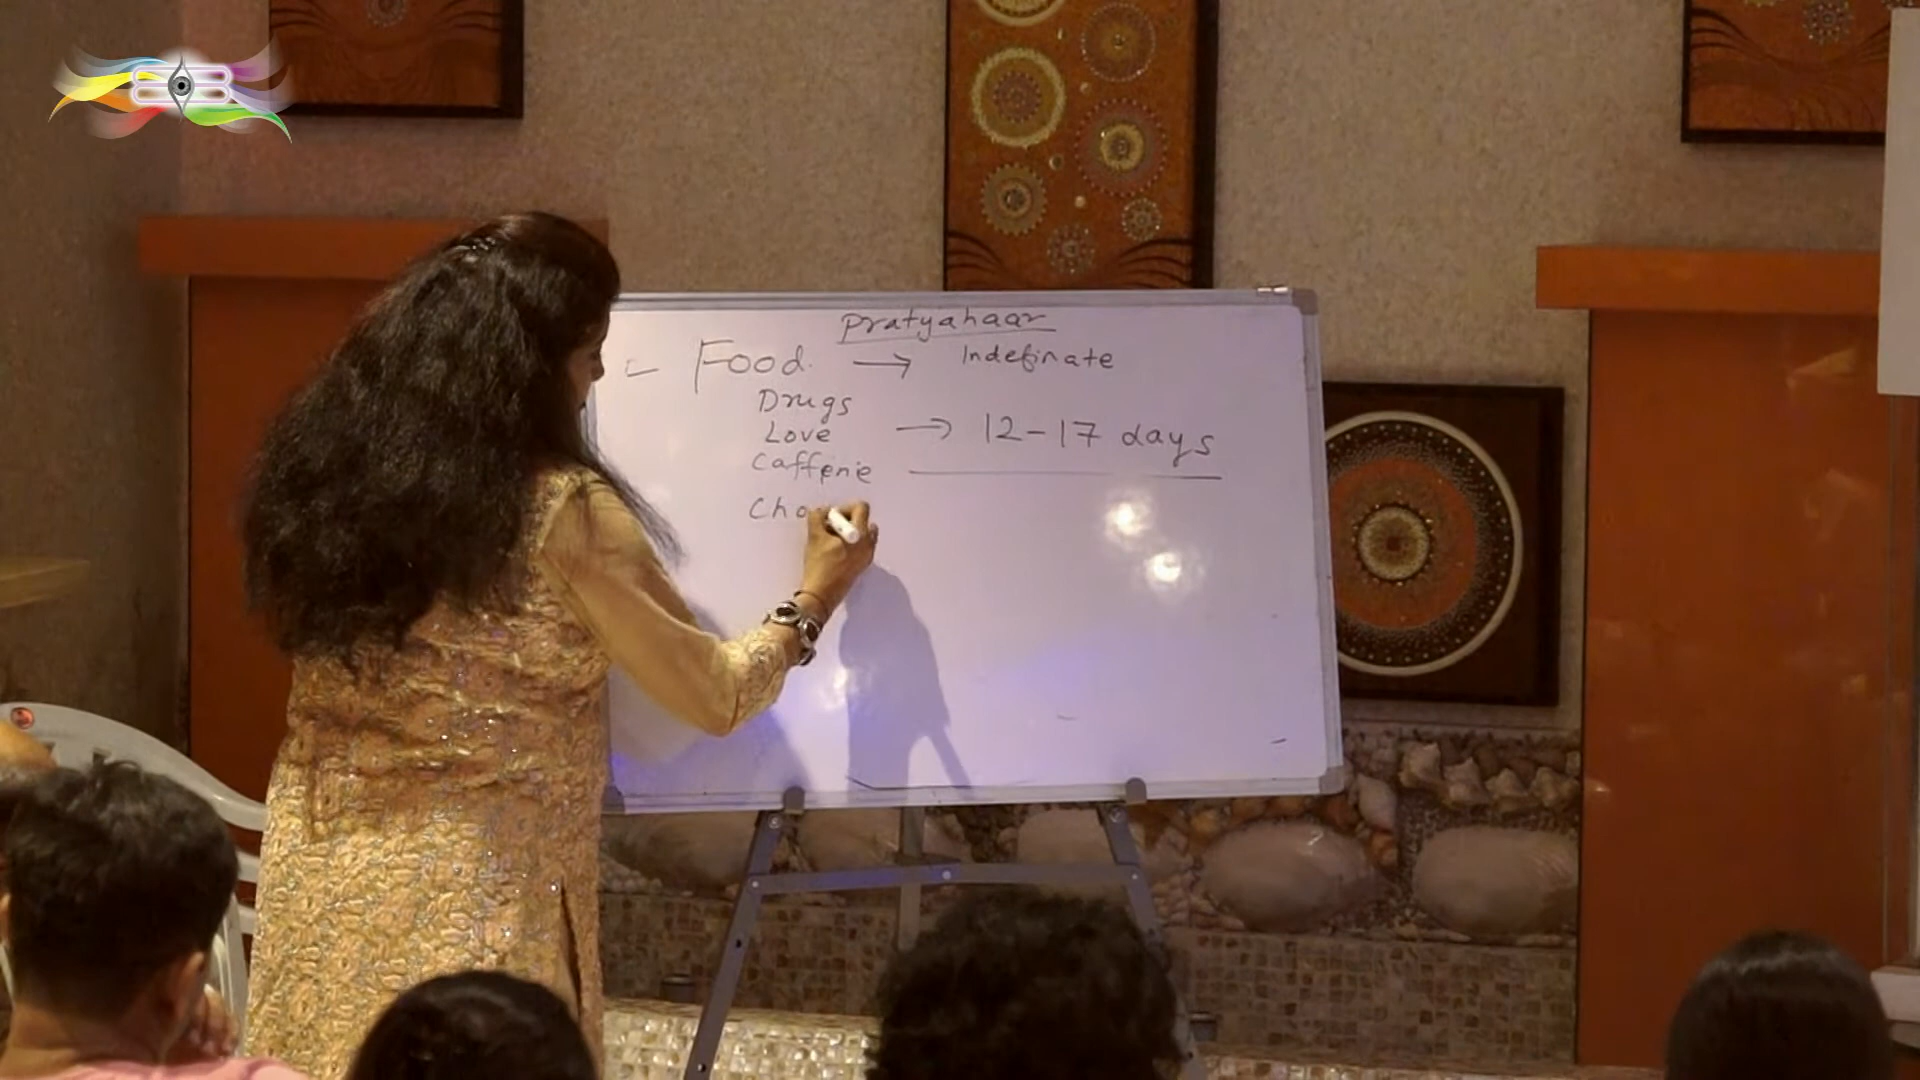 Pratyahaar
Food. → Indefinate
Drugs
Love → 12-17 days
Caffenie